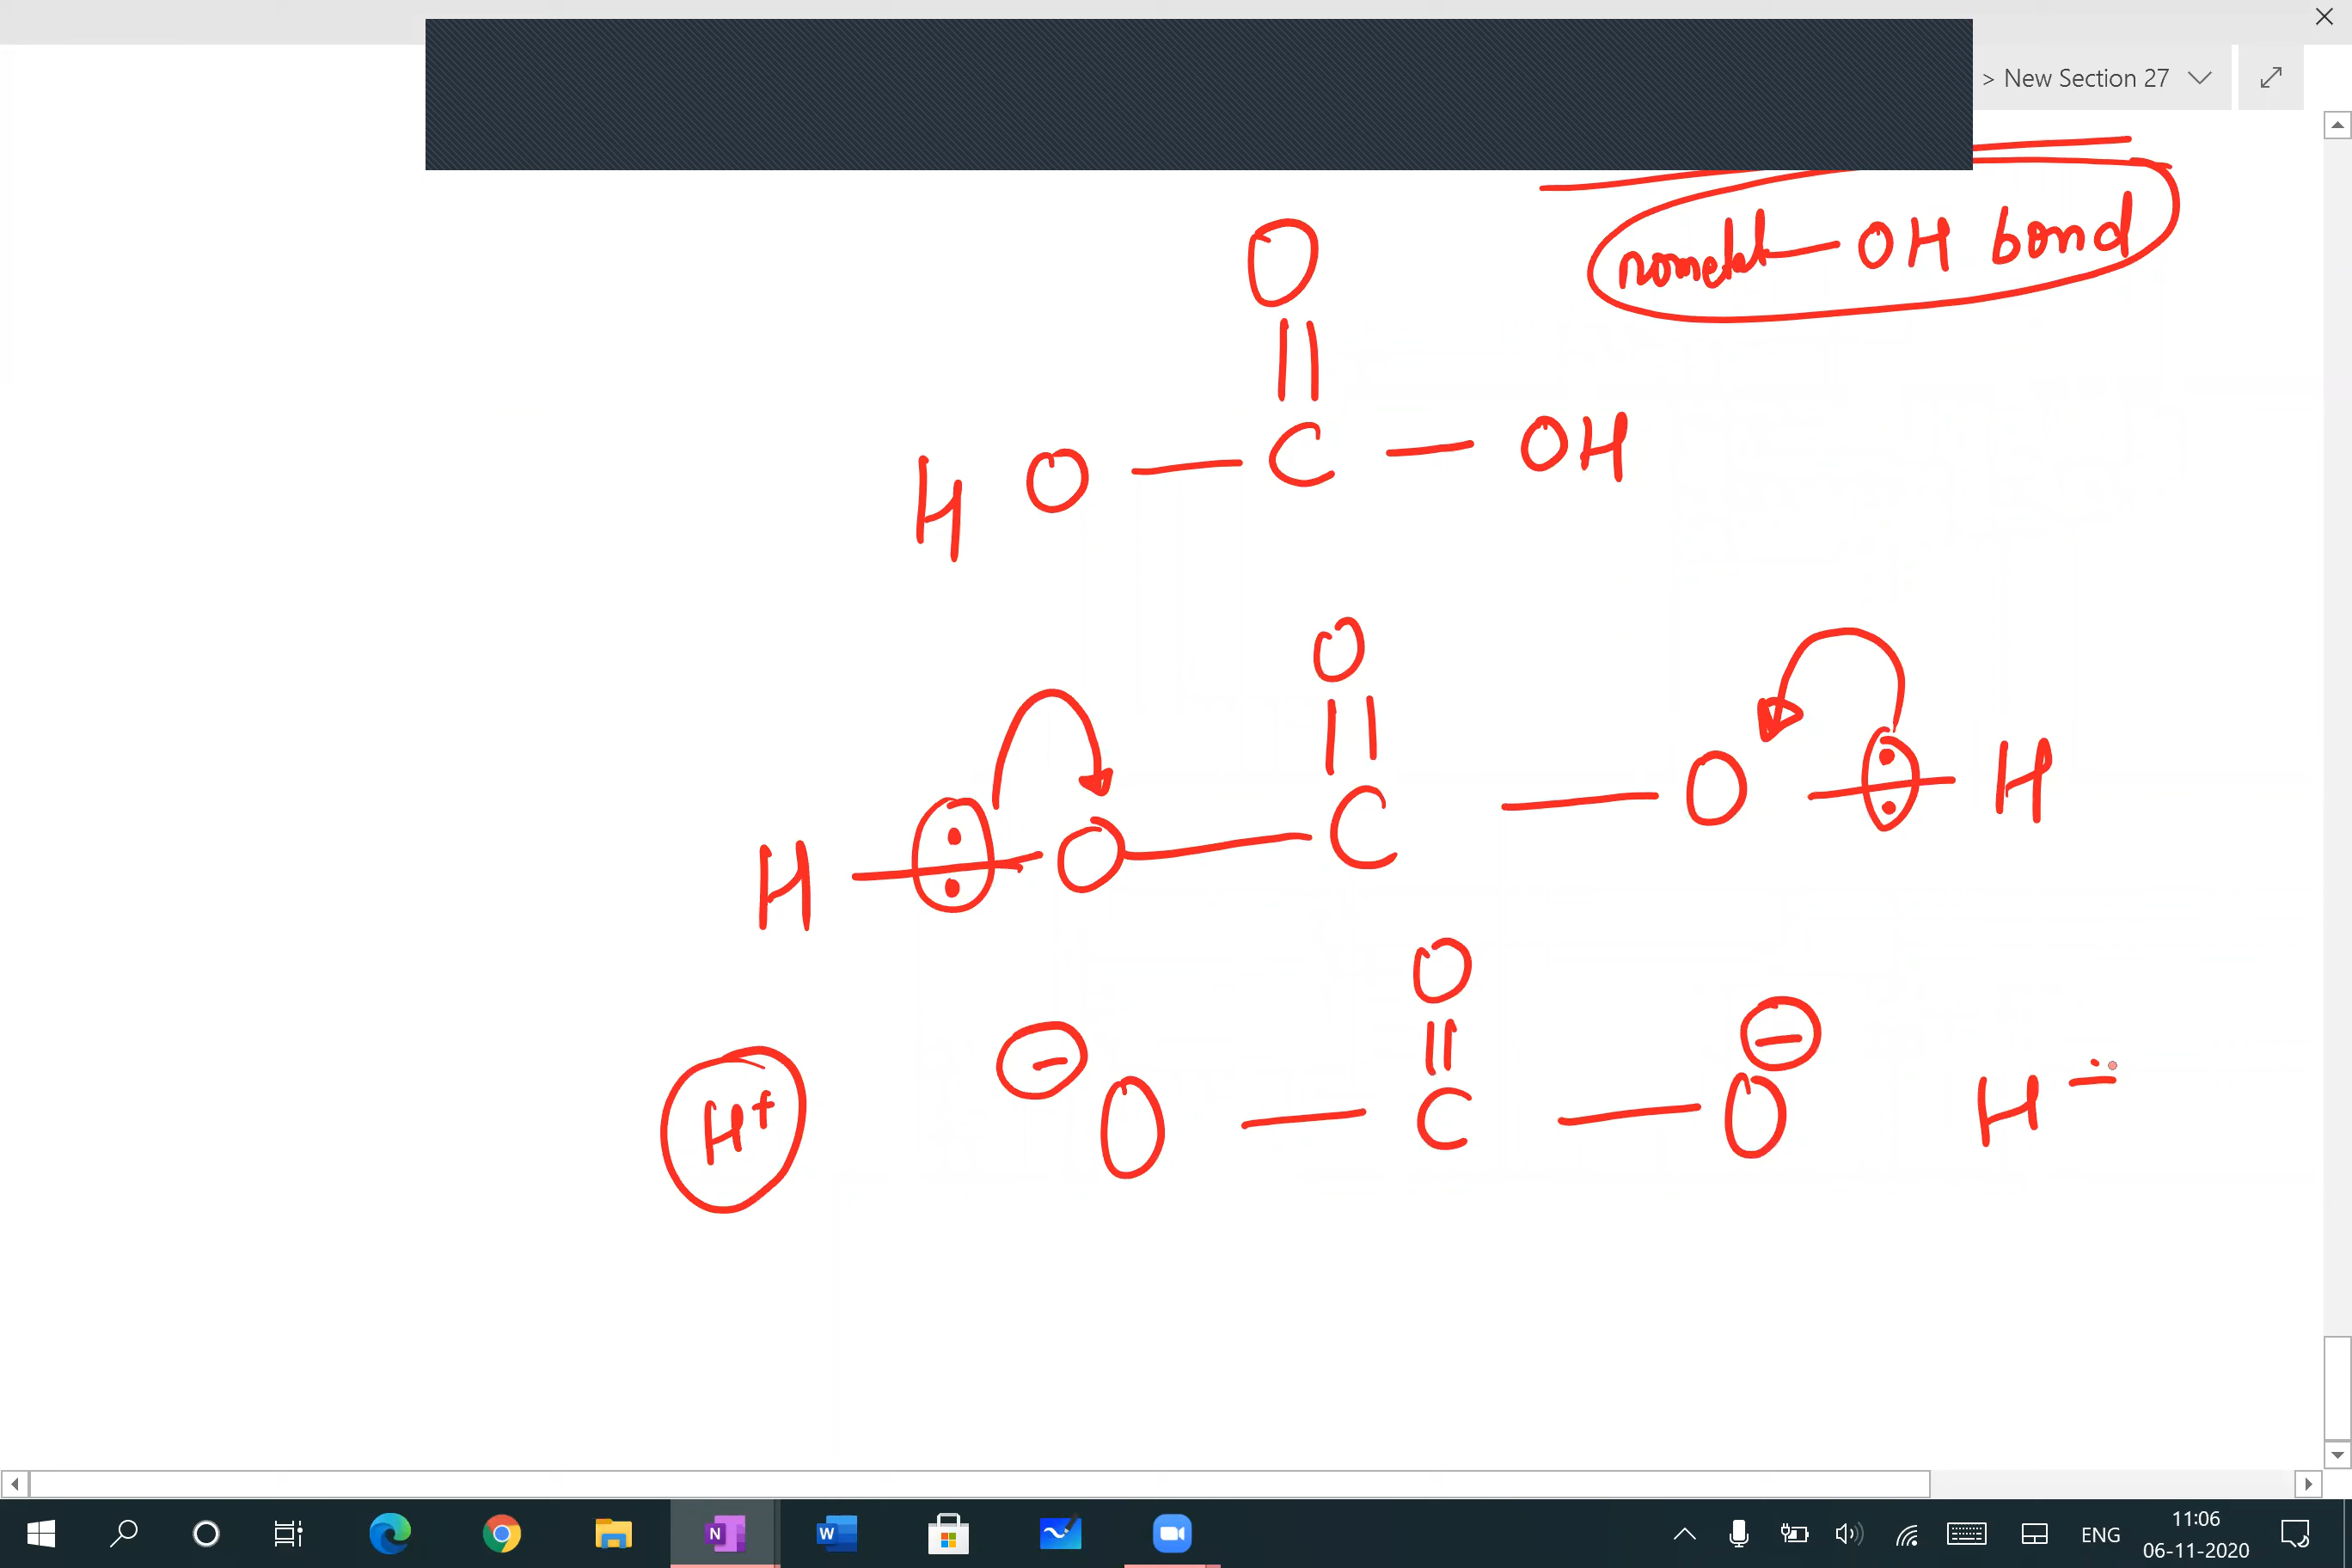 > New Section 27
nonmetal - OH bond
O
||
H O — C — OH
O
||
H — O — C — O — H
O
||
H+ ⊖ O — C — O ⊖ H
ENG
11:06
06-11-2020